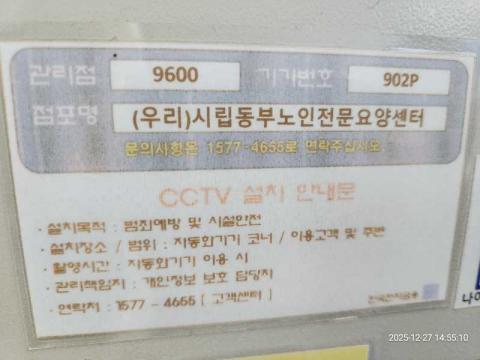 관리점 9600 기기번호 902P
점포명 (우리)시립동부노인전문요양센터
문의사항은 1577-4655로 연락주십시오.
CCTV 설치 안내문
· 설치목적 : 범죄예방 및 시설안전
· 설치장소 / 범위 : 자동화기기 코너 / 이용고객 및 주변
· 촬영시간 : 자동화기기 이용 시
· 관리책임자 : 개인정보 보호 담당자
· 연락처 : 1577 - 4655 [ 고객센터 ]
한국전자금융
2025-12-27 14:55:10